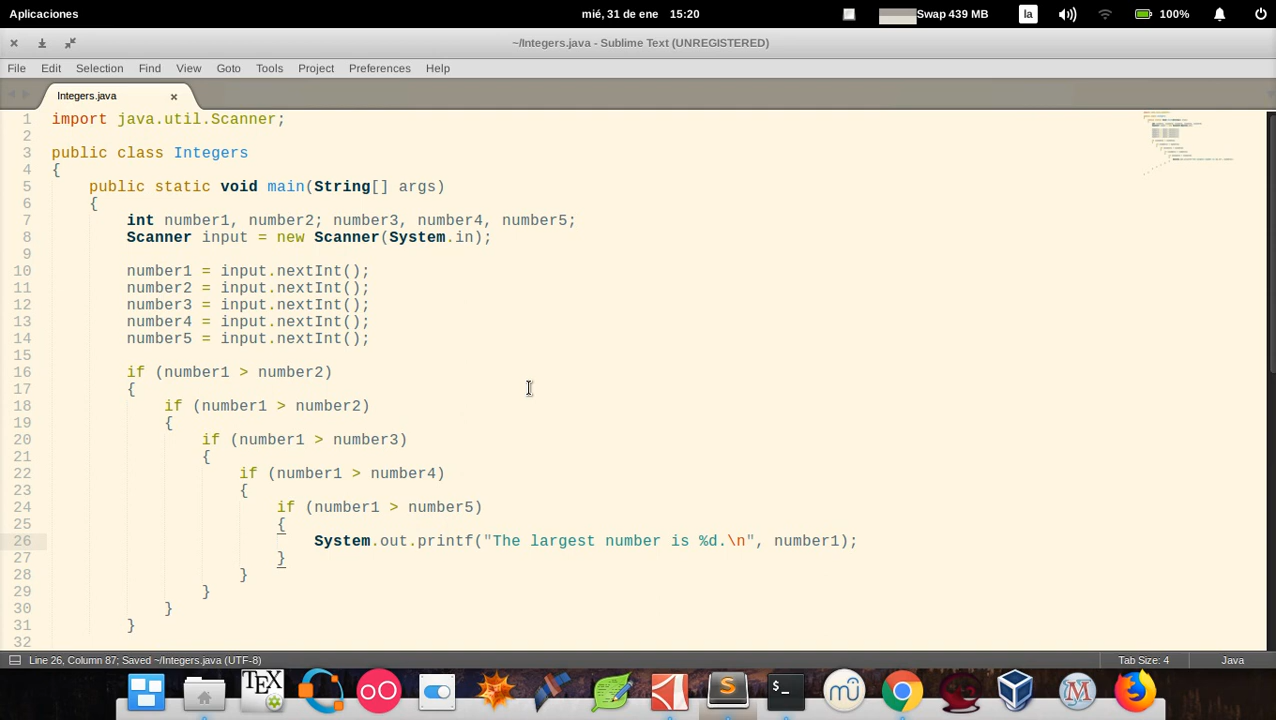 Aplicaciones mié, 31 de ene 15:20 Swap 439 MB la 100%
~/Integers.java - Sublime Text (UNREGISTERED)
File Edit Selection Find View Goto Tools Project Preferences Help
Integers.java ×
1 import java.util.Scanner;
2
3 public class Integers
4 {
5 public static void main(String[] args)
6 {
7 int number1, number2; number3, number4, number5;
8 Scanner input = new Scanner(System.in);
9
10 number1 = input.nextInt();
11 number2 = input.nextInt();
12 number3 = input.nextInt();
13 number4 = input.nextInt();
14 number5 = input.nextInt();
15
16 if (number1 > number2)
17 {
18 if (number1 > number2)
19 {
20 if (number1 > number3)
21 {
22 if (number1 > number4)
23 {
24 if (number1 > number5)
25 {
26 System.out.printf("The largest number is %d.\n", number1);
27 }
28 }
29 }
30 }
31 }
32
Line 26, Column 87; Saved ~/Integers.java (UTF-8) Tab Size: 4 Java
TEX
S
>_
mu
M